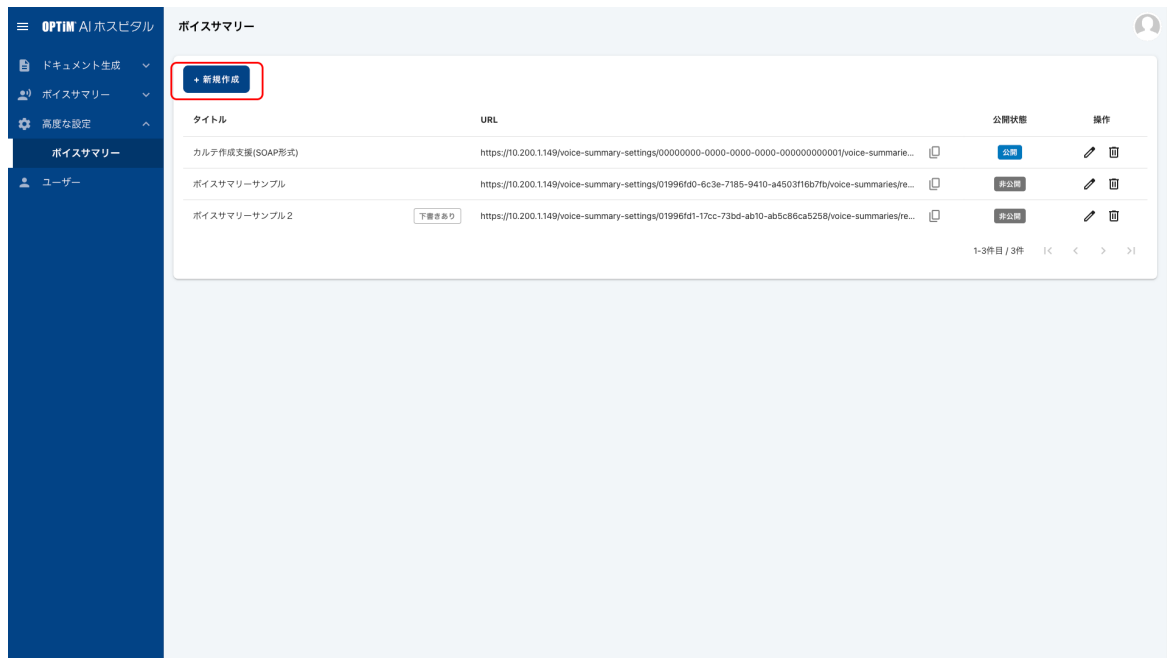 OPTiM AI ホスピタル
ボイスサマリー
ドキュメント生成
ボイスサマリー
高度な設定
ボイスサマリー
ユーザー
+ 新規作成
タイトル URL 公開状態 操作
カルテ作成支援(SOAP形式) https://10.200.1.149/voice-summary-settings/00000000-0000-0000-0000-000000000001/voice-summarie... 公開
ボイスサマリーサンプル https://10.200.1.149/voice-summary-settings/01996fd0-6c3e-7185-9410-a4503f16b7fb/voice-summaries/re... 非公開
ボイスサマリーサンプル２ 下書きあり https://10.200.1.149/voice-summary-settings/01996fd1-17cc-73bd-ab10-ab5c86ca5258/voice-summaries/re... 非公開
1-3件目 / 3件